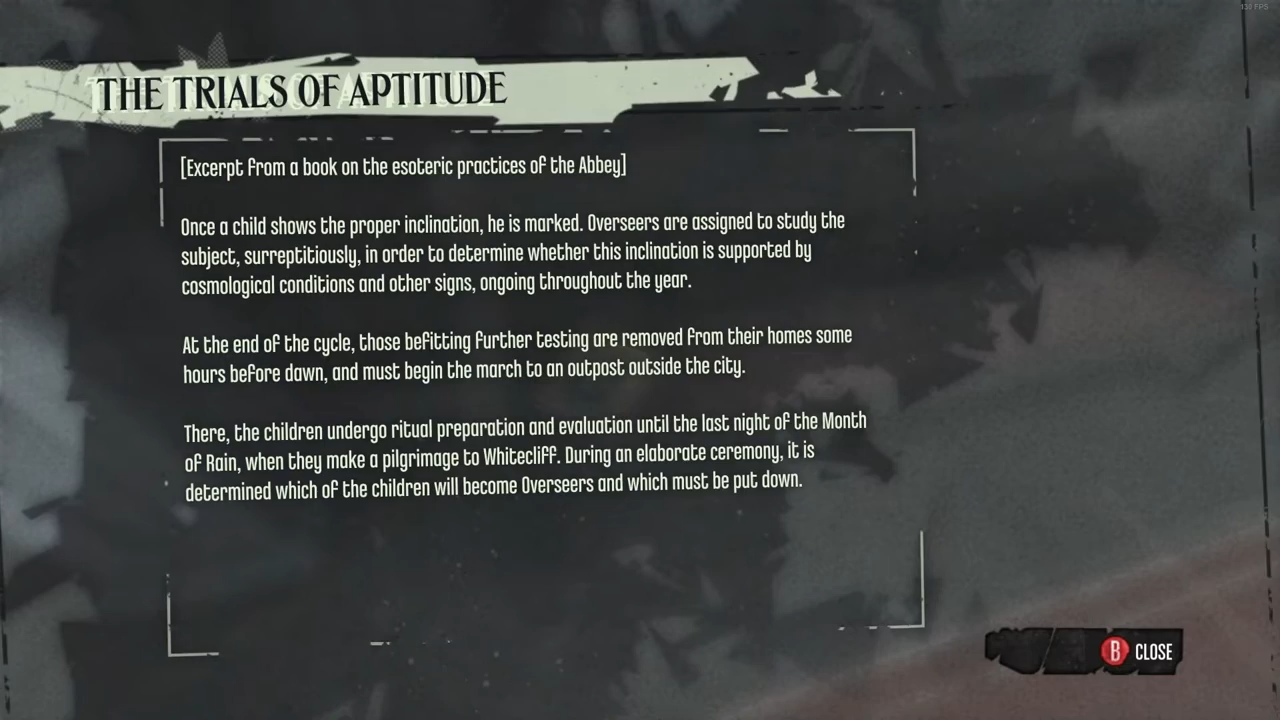 130 FPS
THE TRIALS OF APTITUDE
[Excerpt from a book on the esoteric practices of the Abbey]
Once a child shows the proper inclination, he is marked. Overseers are assigned to study the
subject, surreptitiously, in order to determine whether this inclination is supported by
cosmological conditions and other signs, ongoing throughout the year.
At the end of the cycle, those befitting further testing are removed from their homes some
hours before dawn, and must begin the march to an outpost outside the city.
There, the children undergo ritual preparation and evaluation until the last night of the Month
of Rain, when they make a pilgrimage to Whitecliff. During an elaborate ceremony, it is
determined which of the children will become Overseers and which must be put down.
B CLOSE